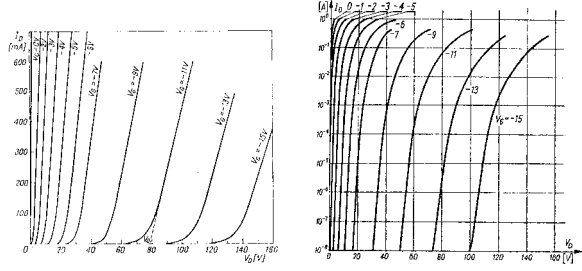 I_D
[mA]
600
500
400
300
200
100
0
V_G=0V
-3V
-4V
-5V
-6V
V_G=-7V
V_G=-9V
V_G=-11V
V_G=-13V
V_G=-15V
0 20 40 60 80 100 120 140 160
V_D[V]
[A] I_D 0 -1 -2 -3 -4 -5
-6
-7
-9
-11
-13
V_G=-15
10⁰
10⁻¹
10⁻²
10⁻³
10⁻⁴
10⁻⁵
10⁻⁶
10⁻⁷
10⁻⁸
0 20 40 60 80 100 120 140 160
V_D
[V]